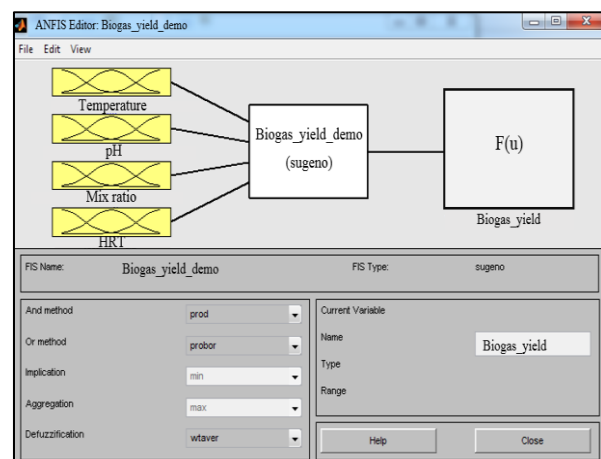 ANFIS Editor: Biogas_yield_demo
File Edit View
Temperature
pH
Mix ratio
HRT
Biogas_yield_demo
(sugeno)
F(u)
Biogas_yield
FIS Name: Biogas_yield_demo FIS Type: sugeno
And method prod
Or method probor
Implication min
Aggregation max
Defuzzification wtaver
Current Variable
Name Biogas_yield
Type
Range
Help Close